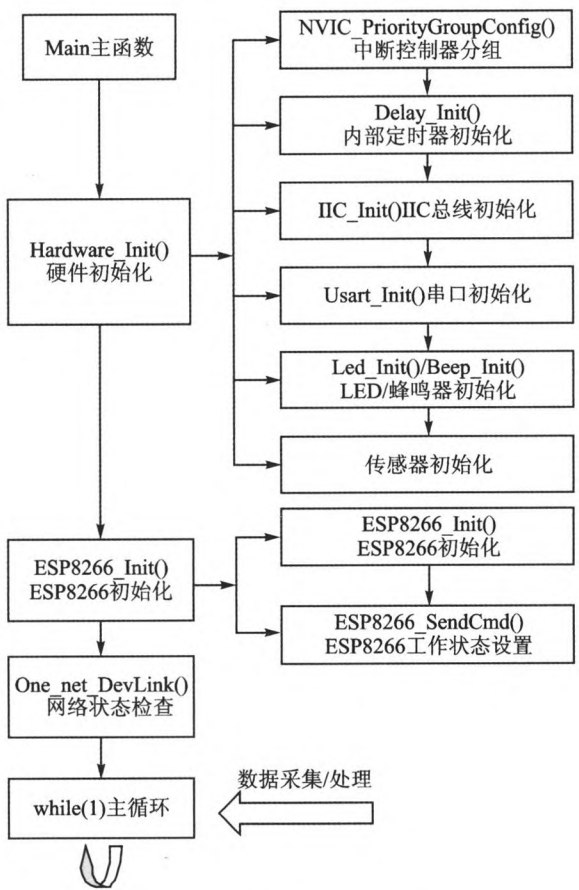 Main主函数
Hardware_Init()
硬件初始化
NVIC_PriorityGroupConfig()
中断控制器分组
Delay_Init()
内部定时器初始化
IIC_Init()IIC总线初始化
Usart_Init()串口初始化
Led_Init()/Beep_Init()
LED/蜂鸣器初始化
传感器初始化
ESP8266_Init()
ESP8266初始化
ESP8266_Init()
ESP8266初始化
ESP8266_SendCmd()
ESP8266工作状态设置
One_net_DevLink()
网络状态检查
while(1)主循环
数据采集/处理